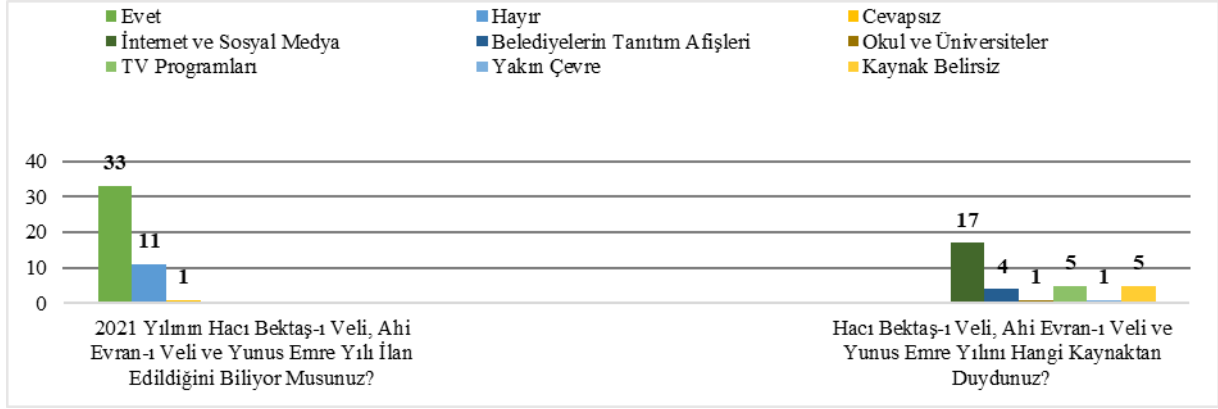 Evet
Hayır
Cevapsız
İnternet ve Sosyal Medya
Belediyelerin Tanıtım Afişleri
Okul ve Üniversiteler
TV Programları
Yakın Çevre
Kaynak Belirsiz
40
30
20
10
0
33
11
1
17
4
1
5
1
5
2021 Yılının Hacı Bektaş-ı Veli, Ahi
Evran-ı Veli ve Yunus Emre Yılı İlan
Edildiğini Biliyor Musunuz?
Hacı Bektaş-ı Veli, Ahi Evran-ı Veli ve
Yunus Emre Yılını Hangi Kaynaktan
Duydunuz?